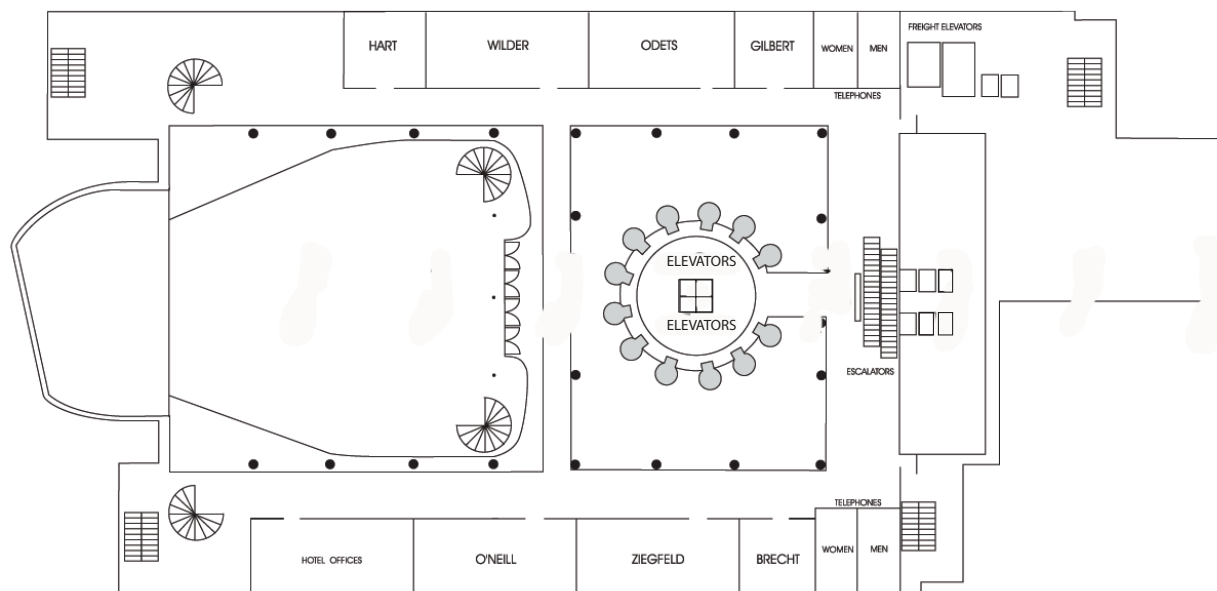 HART
WILDER
ODETS
GILBERT
WOMEN
MEN
FREIGHT ELEVATORS
TELEPHONES
ELEVATORS
ELEVATORS
ESCALATORS
TELEPHONES
HOTEL OFFICES
O'NEILL
ZIEGFELD
BRECHT
WOMEN
MEN